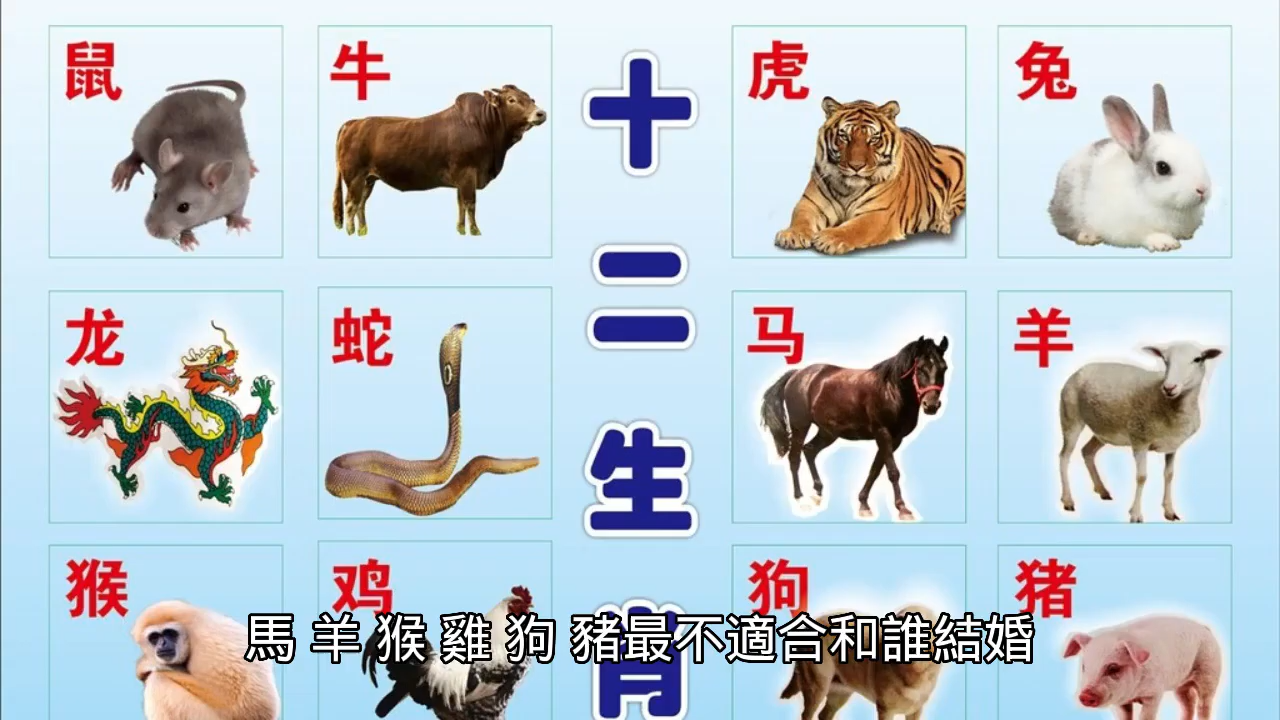 鼠
牛
虎
兔
十二生肖
龙
蛇
马
羊
猴
鸡
狗
猪
馬 羊 猴 雞 狗 豬最不適合和誰結婚